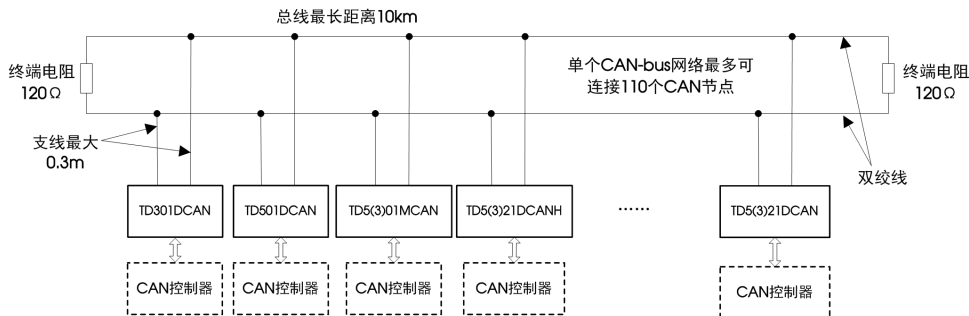 总线最长距离10km
终端电阻
120Ω
单个CAN-bus网络最多可
连接110个CAN节点
终端电阻
120Ω
支线最大
0.3m
双绞线
TD301DCAN
TD501DCAN
TD5(3)01MCAN
TD5(3)21DCANH
……
TD5(3)21DCAN
CAN控制器
CAN控制器
CAN控制器
CAN控制器
CAN控制器